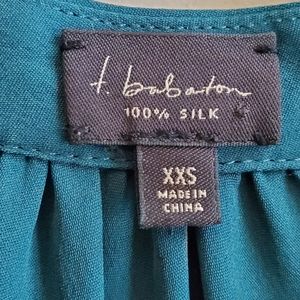 t. babaton
100% SILK
XXS
MADE IN
CHINA